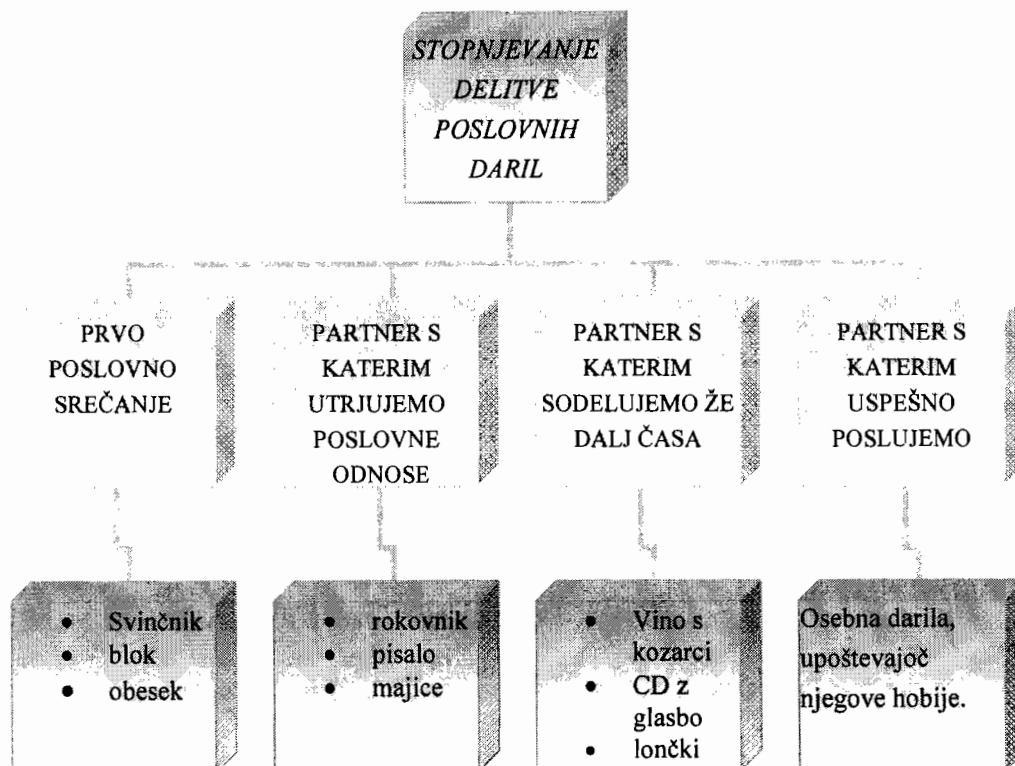 STOPNJEVANJE
DELITVE
POSLOVNIH
DARIL
PRVO
POSLOVNO
SREČANJE
PARTNER S
KATERIM
UTRJUJEMO
POSLOVNE
ODNOSE
PARTNER S
KATERIM
SODELUJEMO ŽE
DALJ ČASA
PARTNER S
KATERIM
USPEŠNO
POSLUJEMO
• Svinčnik
• blok
• obesek
• rokovnik
• pisalo
• majice
• Vino s
kozarci
• CD z
glasbo
• lončki
Osebna darila,
upoštevajoč
njegove hobije.